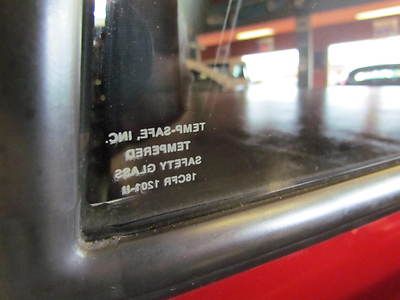 TEMP-SAFE, INC.
TEMPERED
SAFETY GLASS
16CFR 1201-II